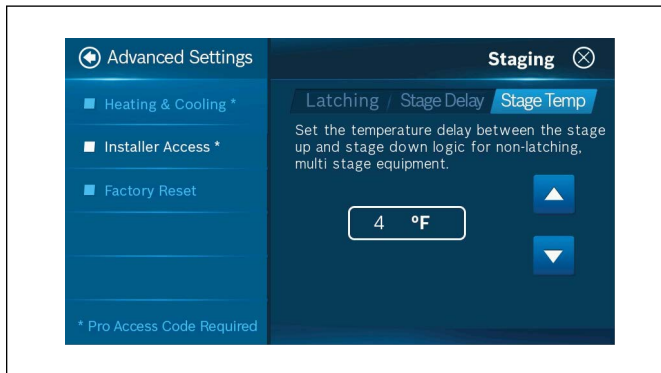 Advanced Settings
Heating & Cooling *
Installer Access *
Factory Reset
* Pro Access Code Required
Staging
Latching / Stage Delay Stage Temp
Set the temperature delay between the stage
up and stage down logic for non-latching,
multi stage equipment.
4 ºF